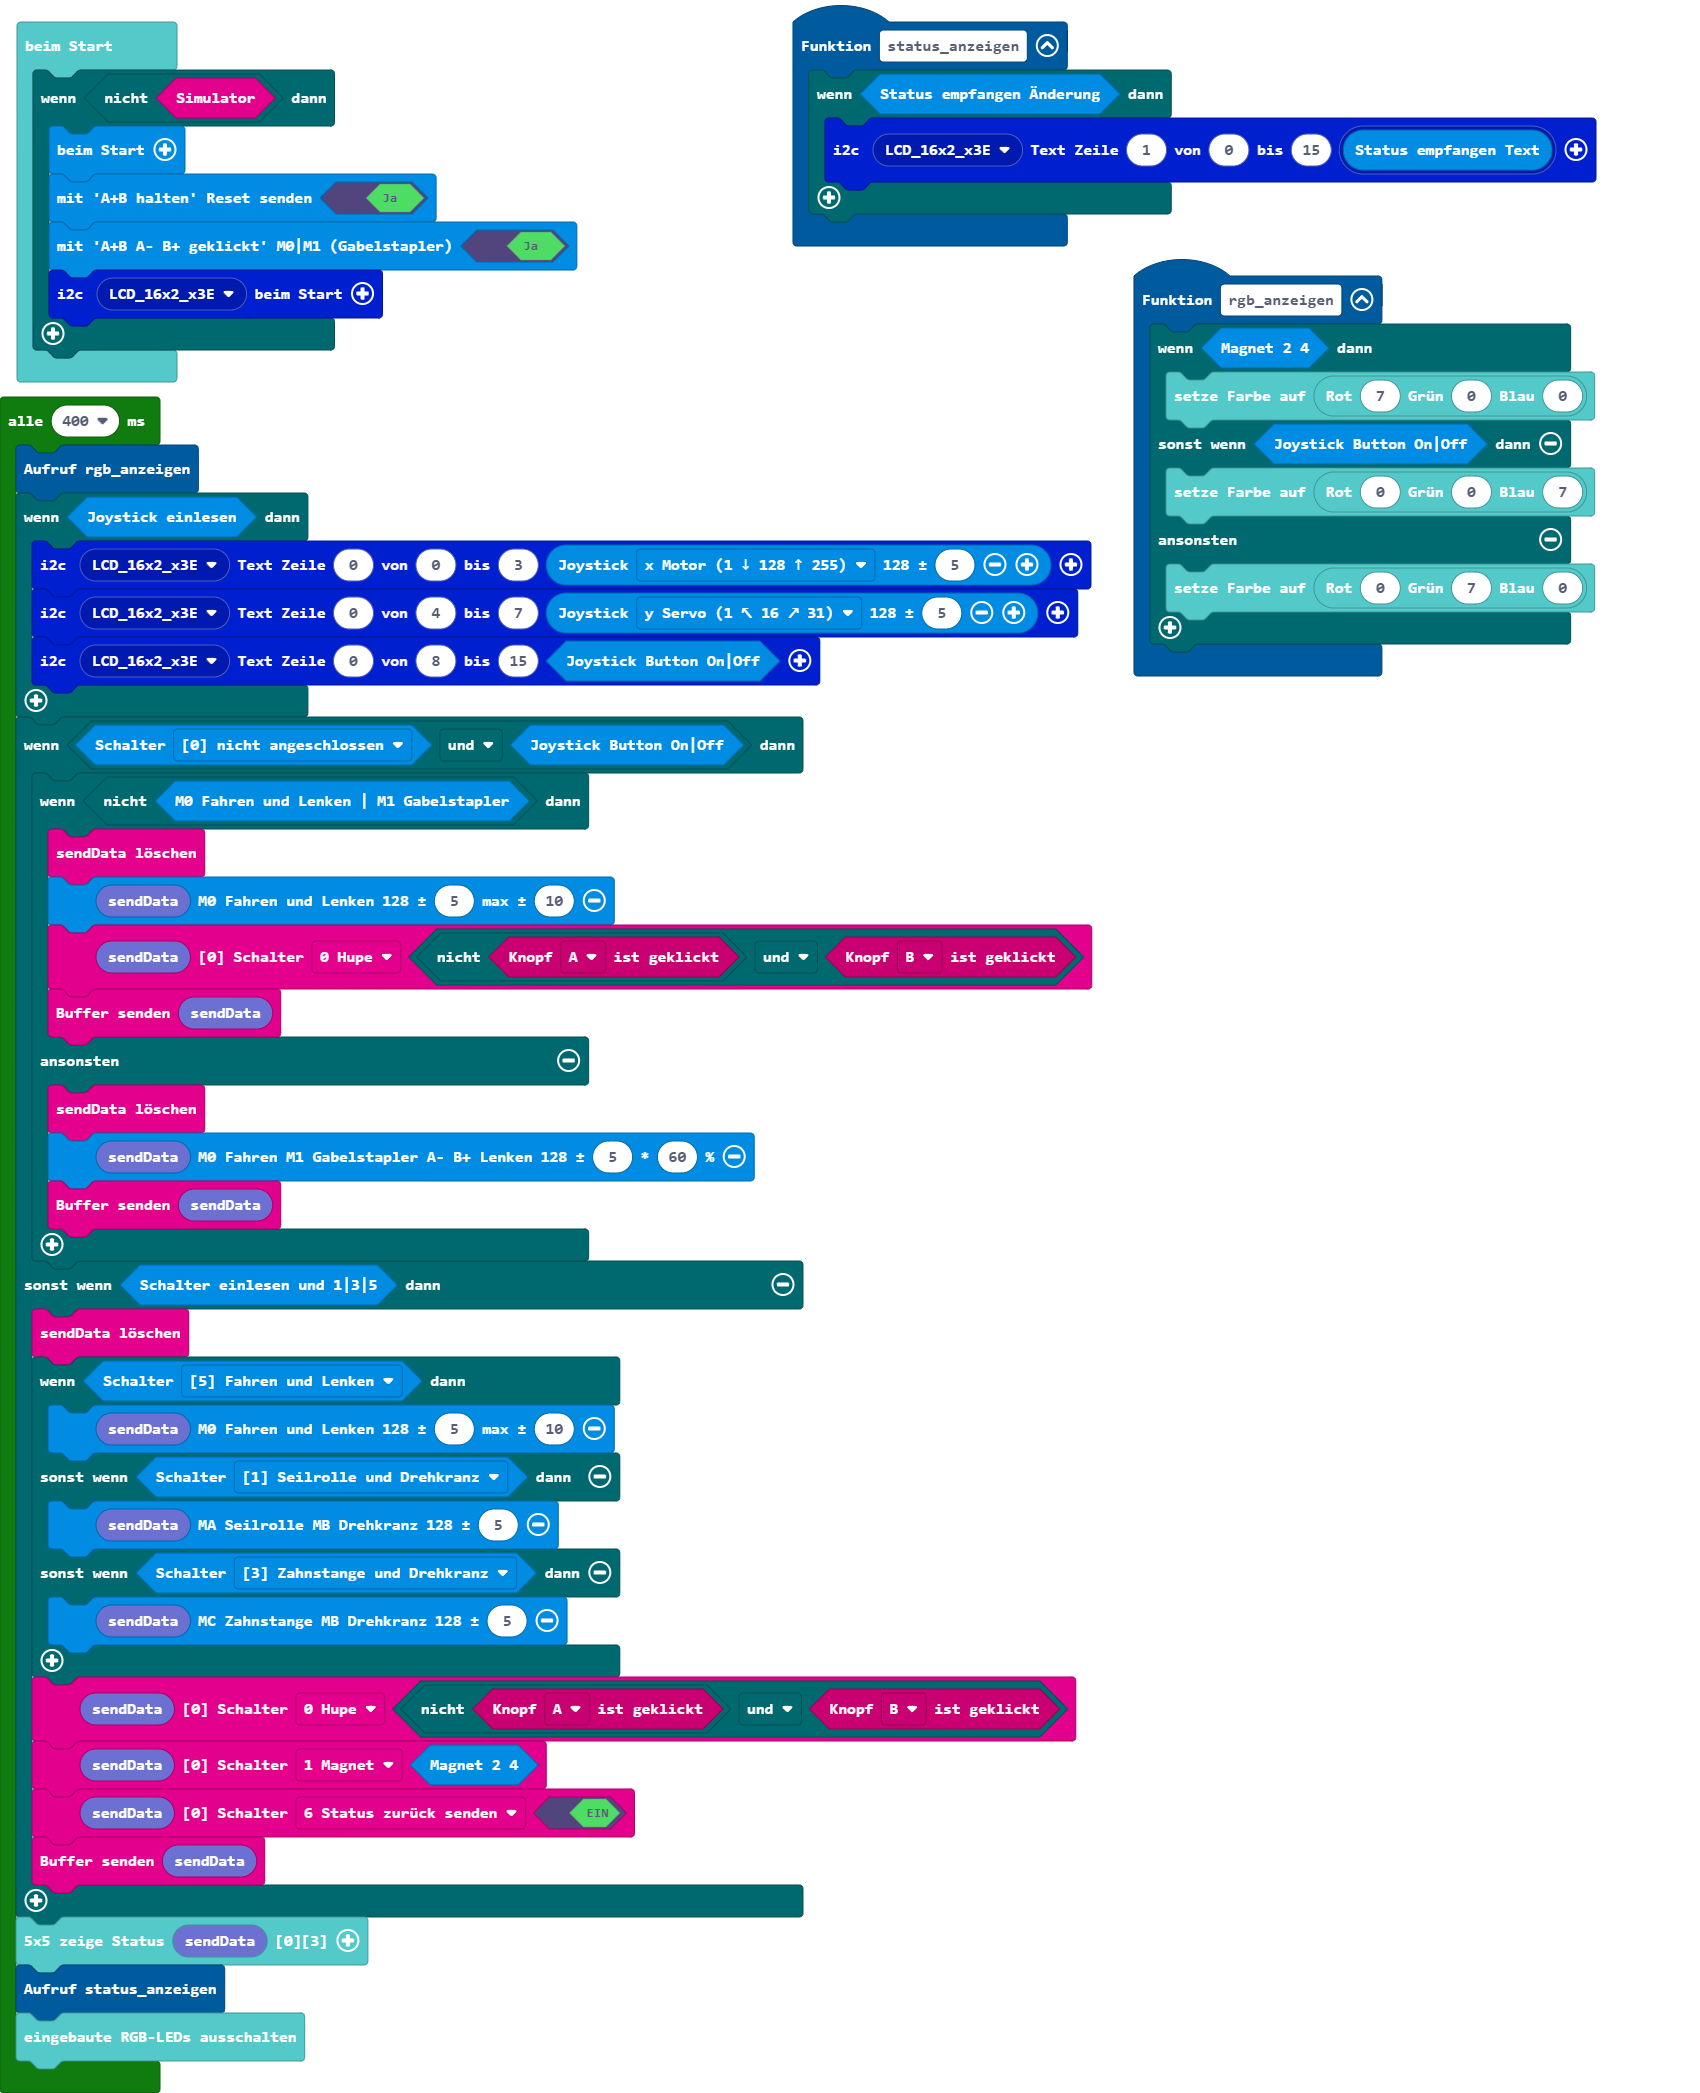 beim Start
wenn nicht Simulator dann
beim Start
mit 'A+B halten' Reset senden Ja
mit 'A+B A- B+ geklickt' M0|M1 (Gabelstapler) Ja
i2c LCD_16x2_x3E beim Start
Funktion status_anzeigen
wenn Status empfangen Änderung dann
i2c LCD_16x2_x3E Text Zeile 1 von 0 bis 15 Status empfangen Text
Funktion rgb_anzeigen
wenn Magnet 2 4 dann
setze Farbe auf Rot 7 Grün 0 Blau 0
sonst wenn Joystick Button On|Off dann
setze Farbe auf Rot 0 Grün 0 Blau 7
ansonsten
setze Farbe auf Rot 0 Grün 7 Blau 0
alle 400 ms
Aufruf rgb_anzeigen
wenn Joystick einlesen dann
i2c LCD_16x2_x3E Text Zeile 0 von 0 bis 3 Joystick x Motor (1 ↓ 128 ↑ 255) 128 ± 5
i2c LCD_16x2_x3E Text Zeile 0 von 4 bis 7 Joystick y Servo (1 ↖ 16 ↗ 31) 128 ± 5
i2c LCD_16x2_x3E Text Zeile 0 von 8 bis 15 Joystick Button On|Off
wenn Schalter [0] nicht angeschlossen und Joystick Button On|Off dann
wenn nicht M0 Fahren und Lenken | M1 Gabelstapler dann
sendData löschen
sendData M0 Fahren und Lenken 128 ± 5 max ± 10
sendData [0] Schalter 0 Hupe nicht Knopf A ist geklickt und Knopf B ist geklickt
Buffer senden sendData
ansonsten
sendData löschen
sendData M0 Fahren M1 Gabelstapler A- B+ Lenken 128 ± 5 * 60 %
Buffer senden sendData
sonst wenn Schalter einlesen und 1|3|5 dann
sendData löschen
wenn Schalter [5] Fahren und Lenken dann
sendData M0 Fahren und Lenken 128 ± 5 max ± 10
sonst wenn Schalter [1] Seilrolle und Drehkranz dann
sendData MA Seilrolle MB Drehkranz 128 ± 5
sonst wenn Schalter [3] Zahnstange und Drehkranz dann
sendData MC Zahnstange MB Drehkranz 128 ± 5
sendData [0] Schalter 0 Hupe nicht Knopf A ist geklickt und Knopf B ist geklickt
sendData [0] Schalter 1 Magnet Magnet 2 4
sendData [0] Schalter 6 Status zurück senden EIN
Buffer senden sendData
5x5 zeige Status sendData [0][3]
Aufruf status_anzeigen
eingebaute RGB-LEDs ausschalten